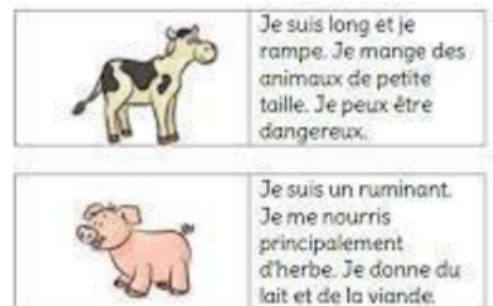 Je suis long et je
rampe. Je mange des
animaux de petite
taille. Je peux être
dangereux.
Je suis un ruminant.
Je me nourris
principalement
d'herbe. Je donne du
lait et de la viande.